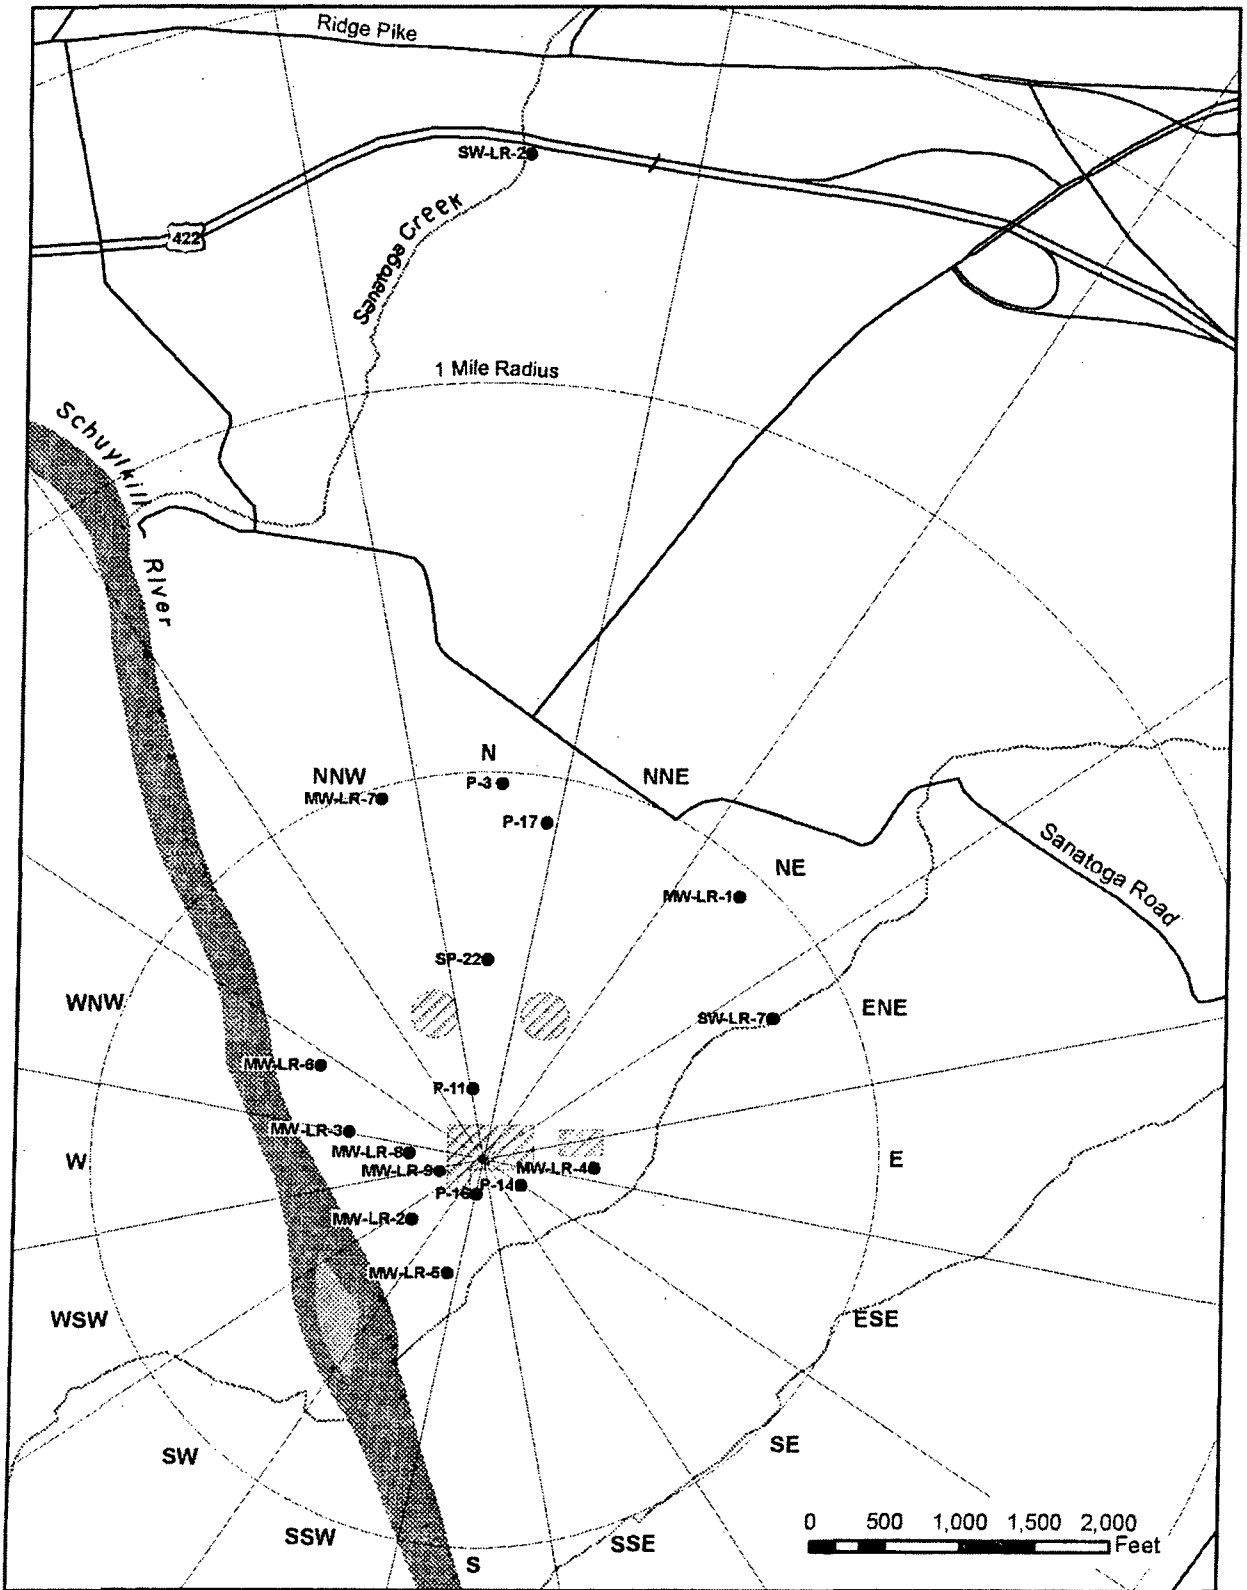 Ridge Pike
SW-LR-2
422
Sanatoga Creek
1 Mile Radius
Schuylkill
River
N
NNW
NNE
P-3
MW-LR-7
P-17
Sanatoga Road
NE
MW-LR-1
SP-22
WNW
ENE
SW-LR-7
MW-LR-6
P-11
MW-LR-3
MW-LR-8
W
E
MW-LR-9
MW-LR-4
P-14
P-16
MW-LR-2
MW-LR-5
WSW
ESE
SW
SE
0 500 1,000 1,500 2,000
Feet
SSW
SSE
S